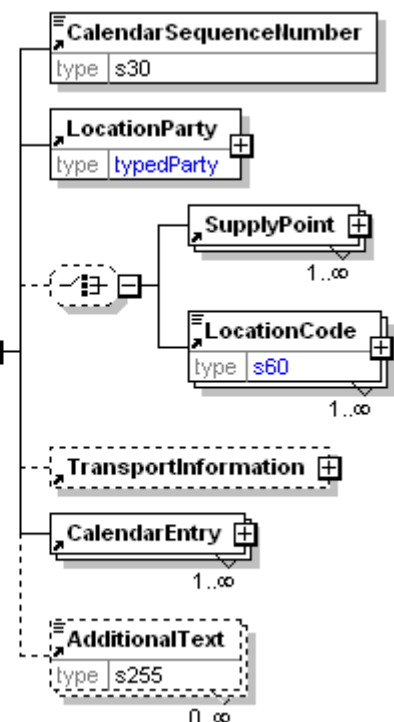 CalendarSequenceNumber
type s30
LocationParty
type typedParty
SupplyPoint
1..∞
LocationCode
type s60
1..∞
TransportInformation
CalendarEntry
1..∞
AdditionalText
type s255
0..∞